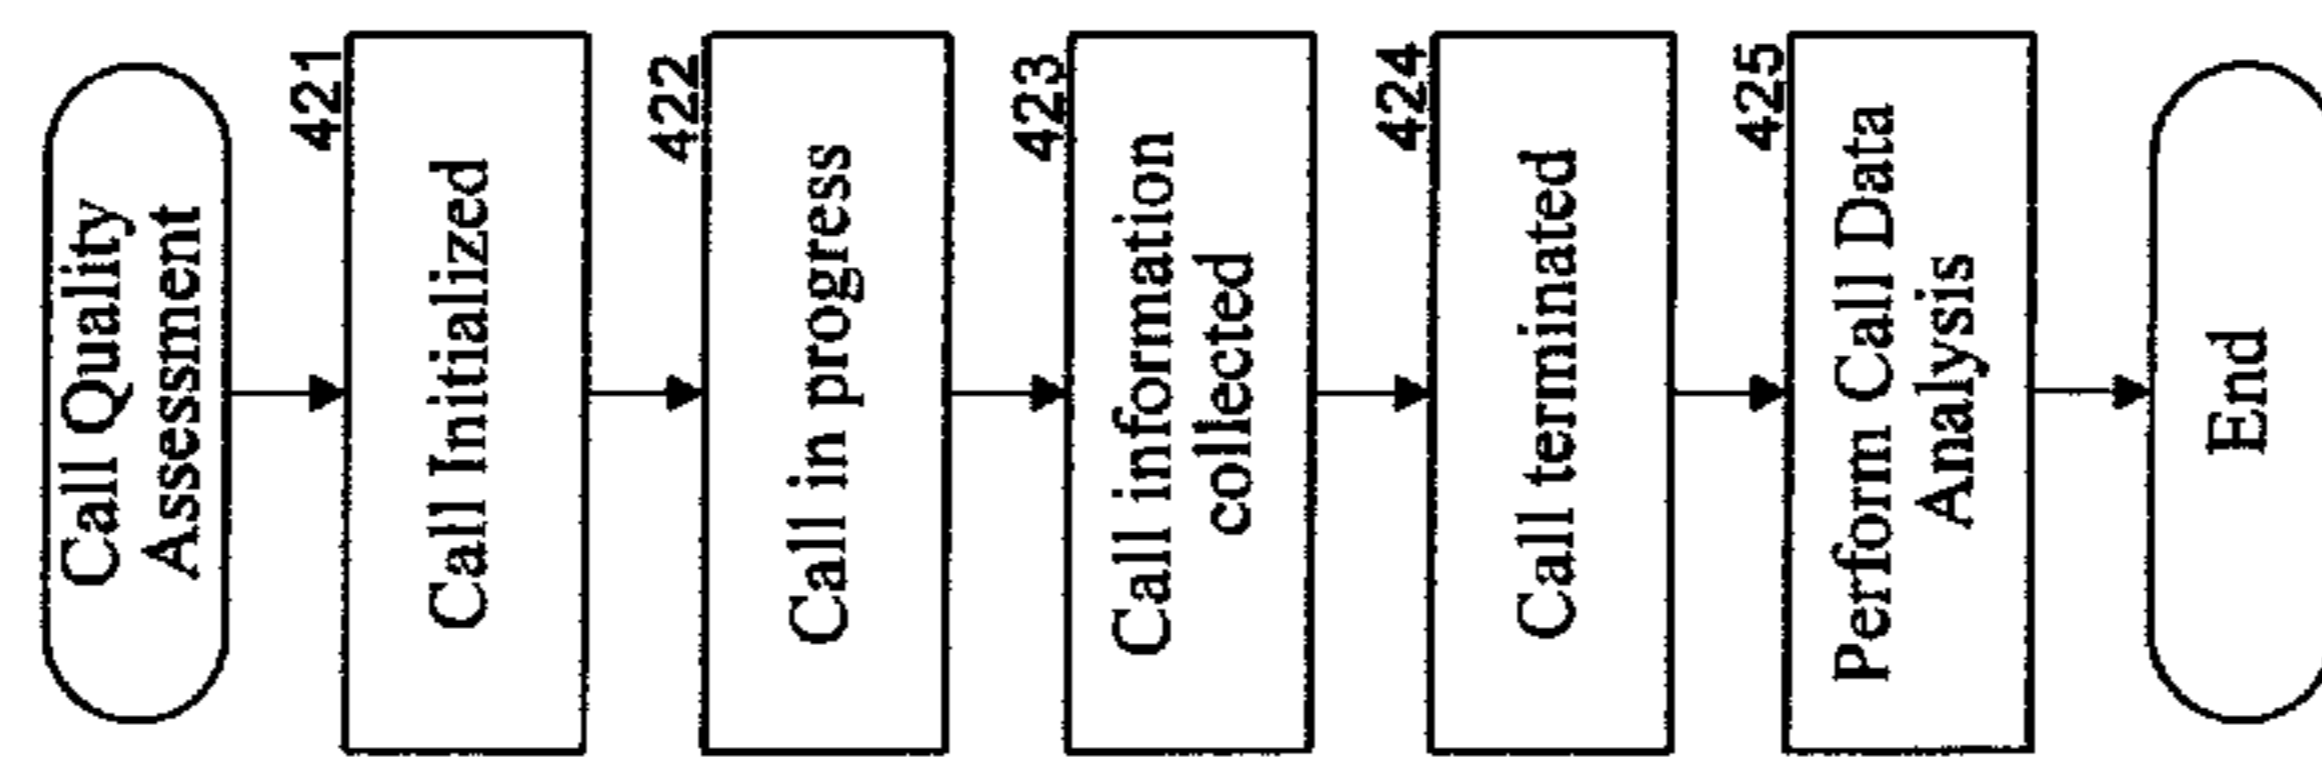 Call Quality
Assessment
421
Call Initialized
422
Call in progress
423
Call information
collected
424
Call terminated
425
Perform Call Data
Analysis
End